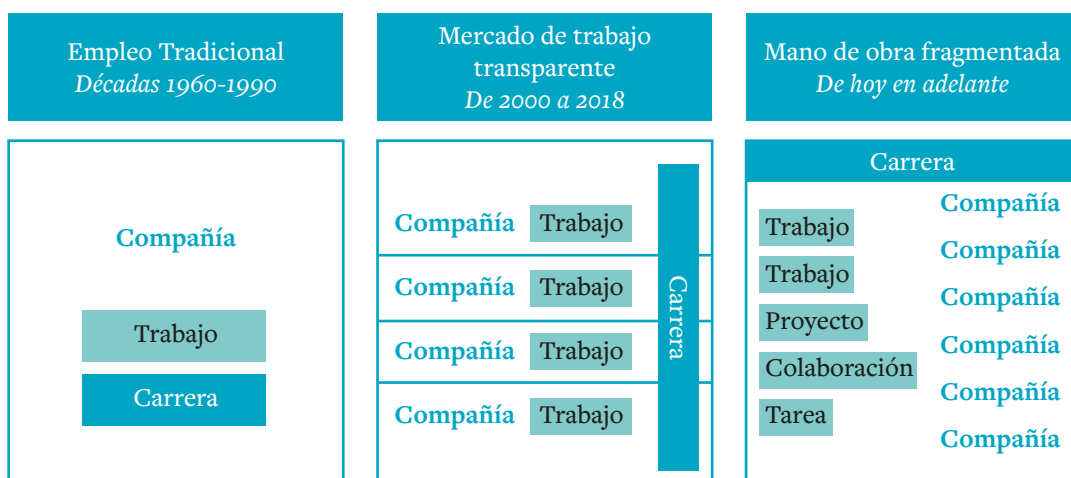 Empleo Tradicional
Décadas 1960-1990
Mercado de trabajo
transparente
De 2000 a 2018
Mano de obra fragmentada
De hoy en adelante
Compañía
Trabajo
Carrera
Compañía Trabajo
Compañía Trabajo
Compañía Trabajo
Compañía Trabajo
Carrera
Carrera
Compañía
Trabajo
Compañía
Trabajo
Compañía
Proyecto
Compañía
Colaboración
Compañía
Tarea
Compañía